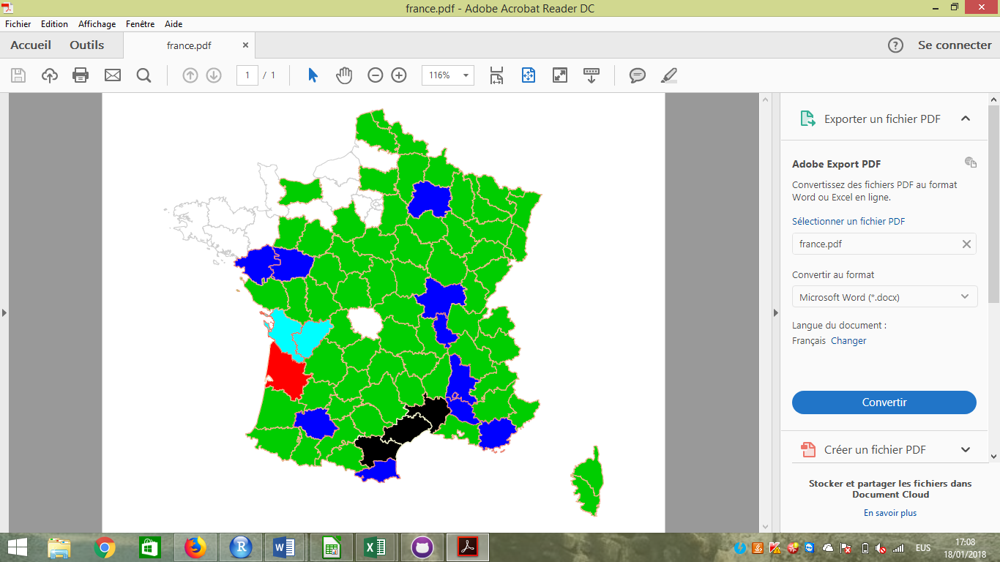 france.pdf - Adobe Acrobat Reader DC
Fichier Edition Affichage Fenêtre Aide
Accueil Outils france.pdf × ? Se connecter
1 / 1 116%
Exporter un fichier PDF
Adobe Export PDF
Convertissez des fichiers PDF au format
Word ou Excel en ligne.
Sélectionner un fichier PDF
france.pdf
Convertir au format
Microsoft Word (*.docx)
Langue du document :
Français Changer
Convertir
Créer un fichier PDF
Stocker et partager les fichiers dans
Document Cloud
En savoir plus
EUS
17:08
18/01/2018